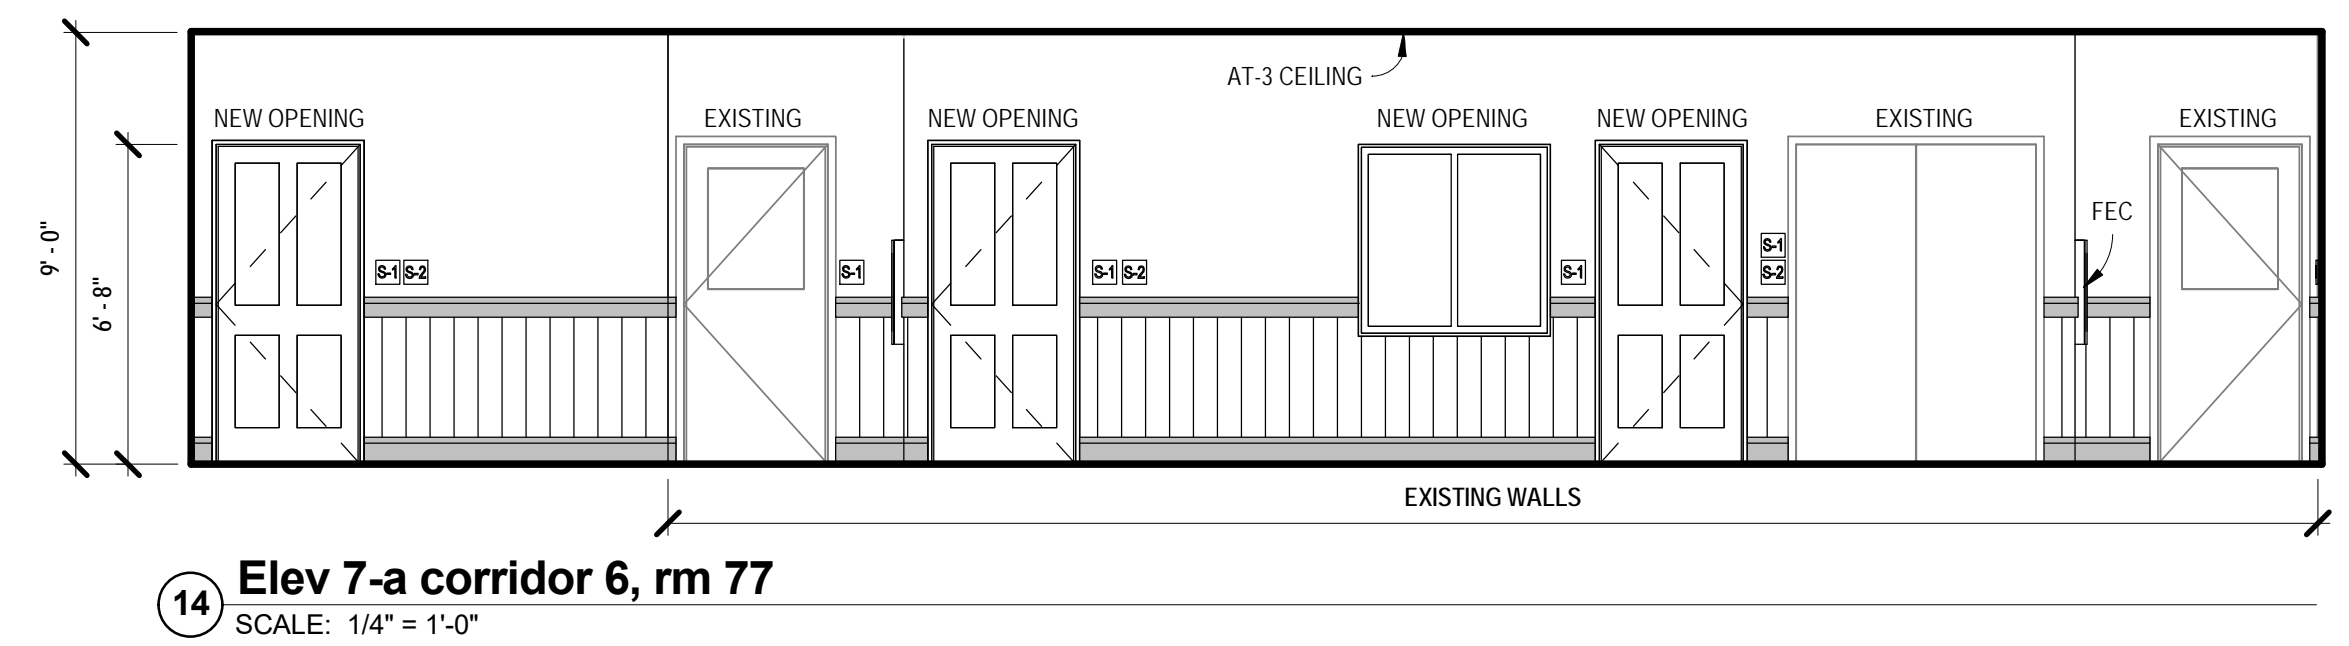 AT-3 CEILING
NEW OPENING
EXISTING
NEW OPENING
NEW OPENING
NEW OPENING
EXISTING
EXISTING
9' - 0"
6' - 8"
FEC
S-1 S-2
S-1
S-1 S-2
S-1
S-1
S-2
EXISTING WALLS
14
Elev 7-a corridor 6, rm 77
SCALE: 1/4" = 1'-0"